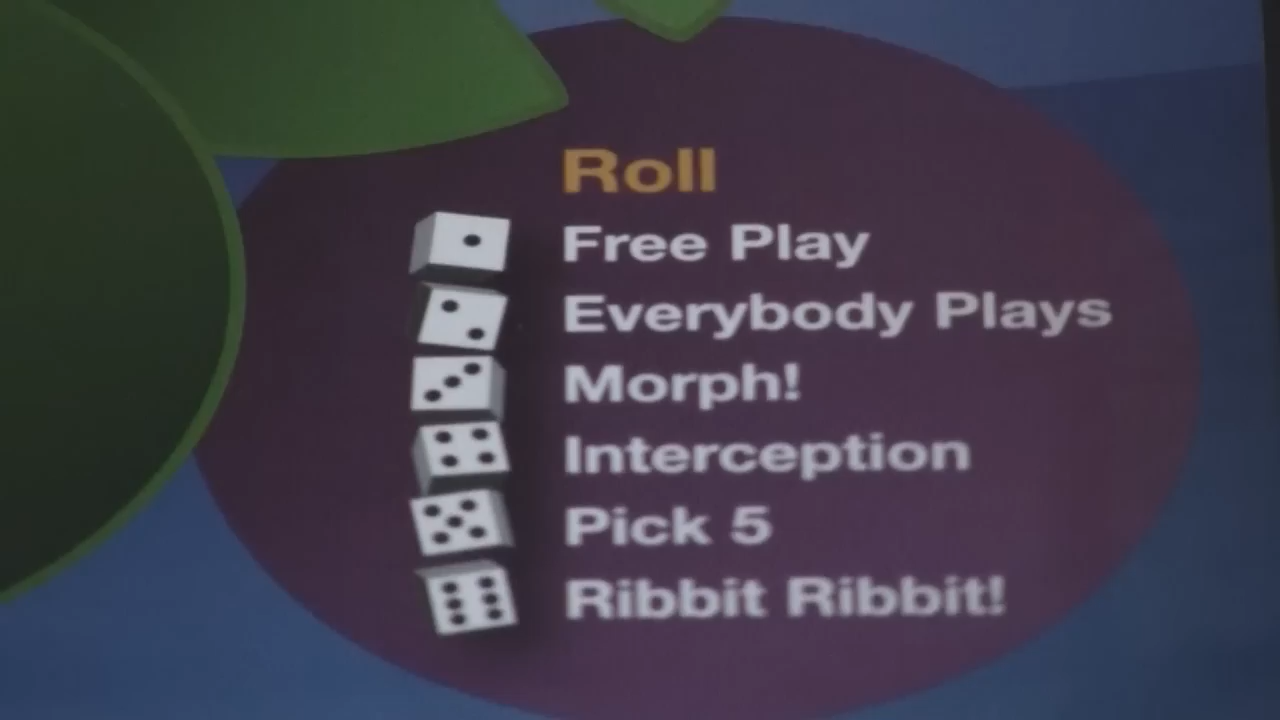 Roll
Free Play
Everybody Plays
Morph!
Interception
Pick 5
Ribbit Ribbit!